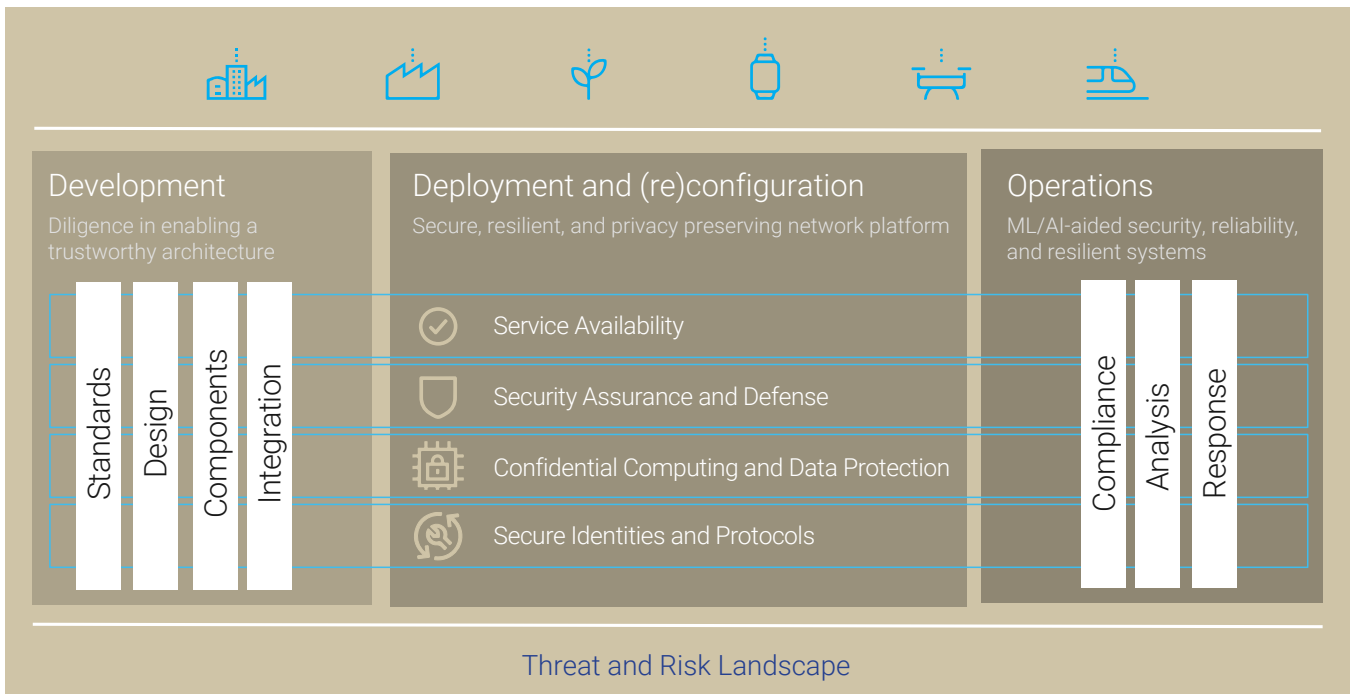 Development
Diligence in enabling a
trustworthy architecture
Standards
Design
Components
Integration
Deployment and (re)configuration
Secure, resilient, and privacy preserving network platform
Service Availability
Security Assurance and Defense
Confidential Computing and Data Protection
Secure Identities and Protocols
Operations
ML/AI-aided security, reliability,
and resilient systems
Compliance
Analysis
Response
Threat and Risk Landscape